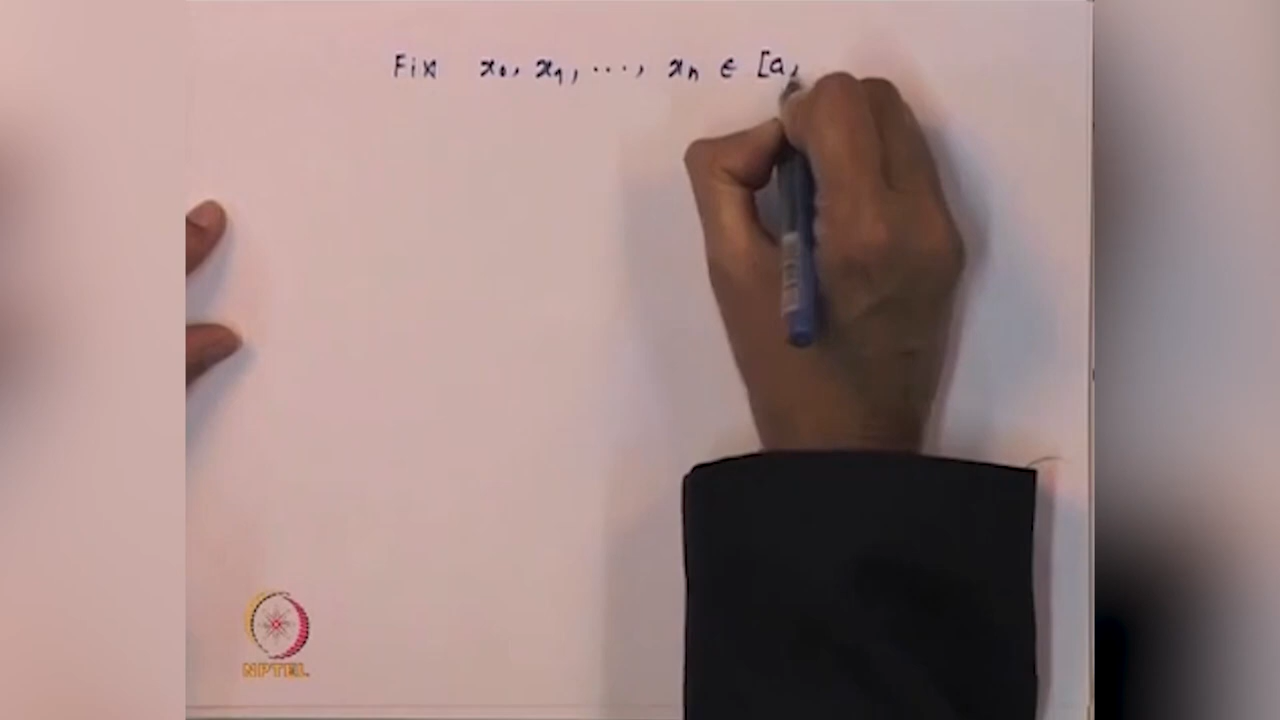 Fix x₀, x₁, ..., xₙ ∈ [a,
NPTEL